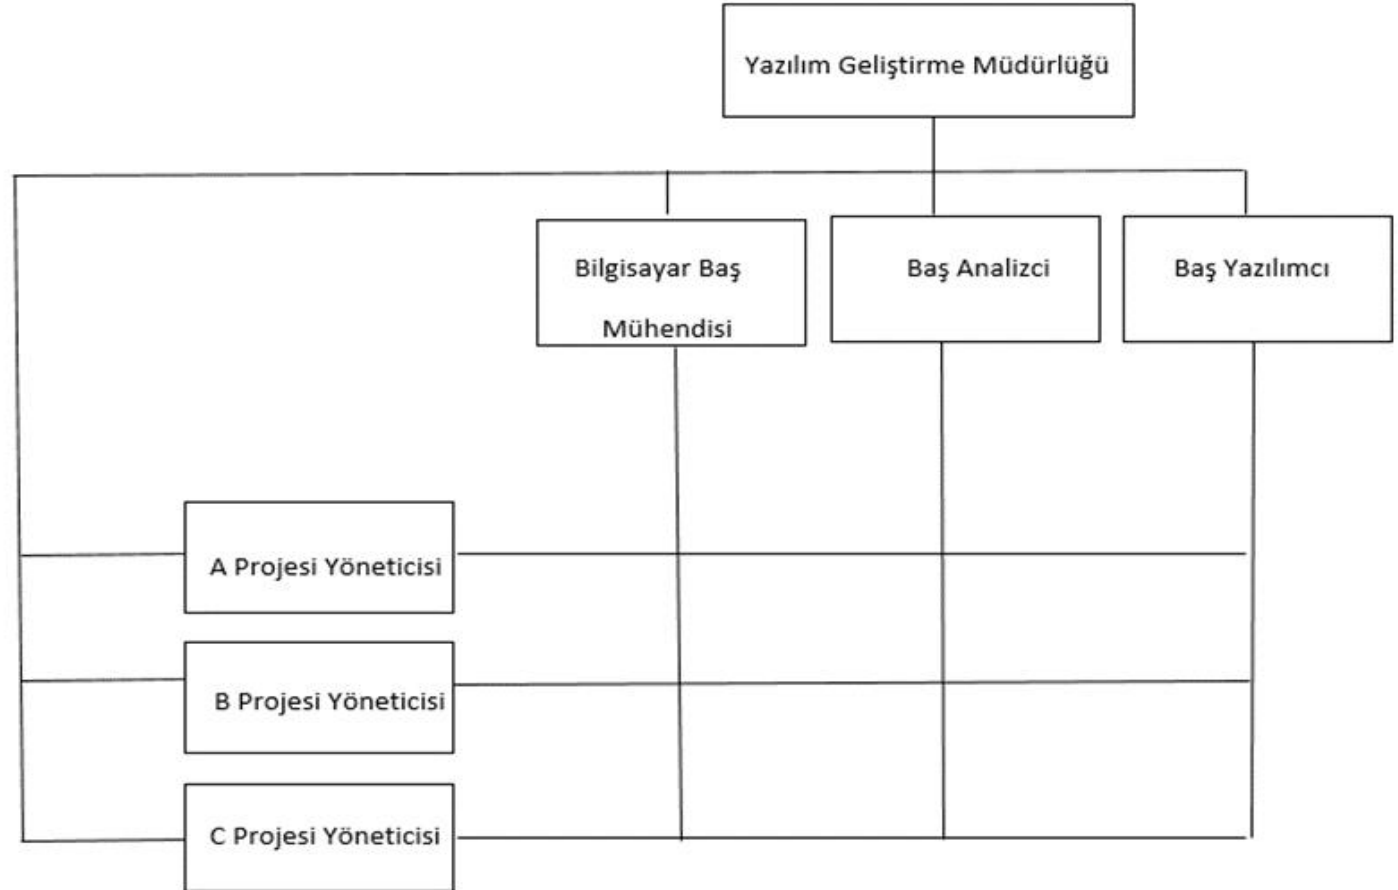 Yazılım Geliştirme Müdürlüğü
Bilgisayar Baş
Mühendisi
Baş Analizci
Baş Yazılımcı
A Projesi Yöneticisi
B Projesi Yöneticisi
C Projesi Yöneticisi